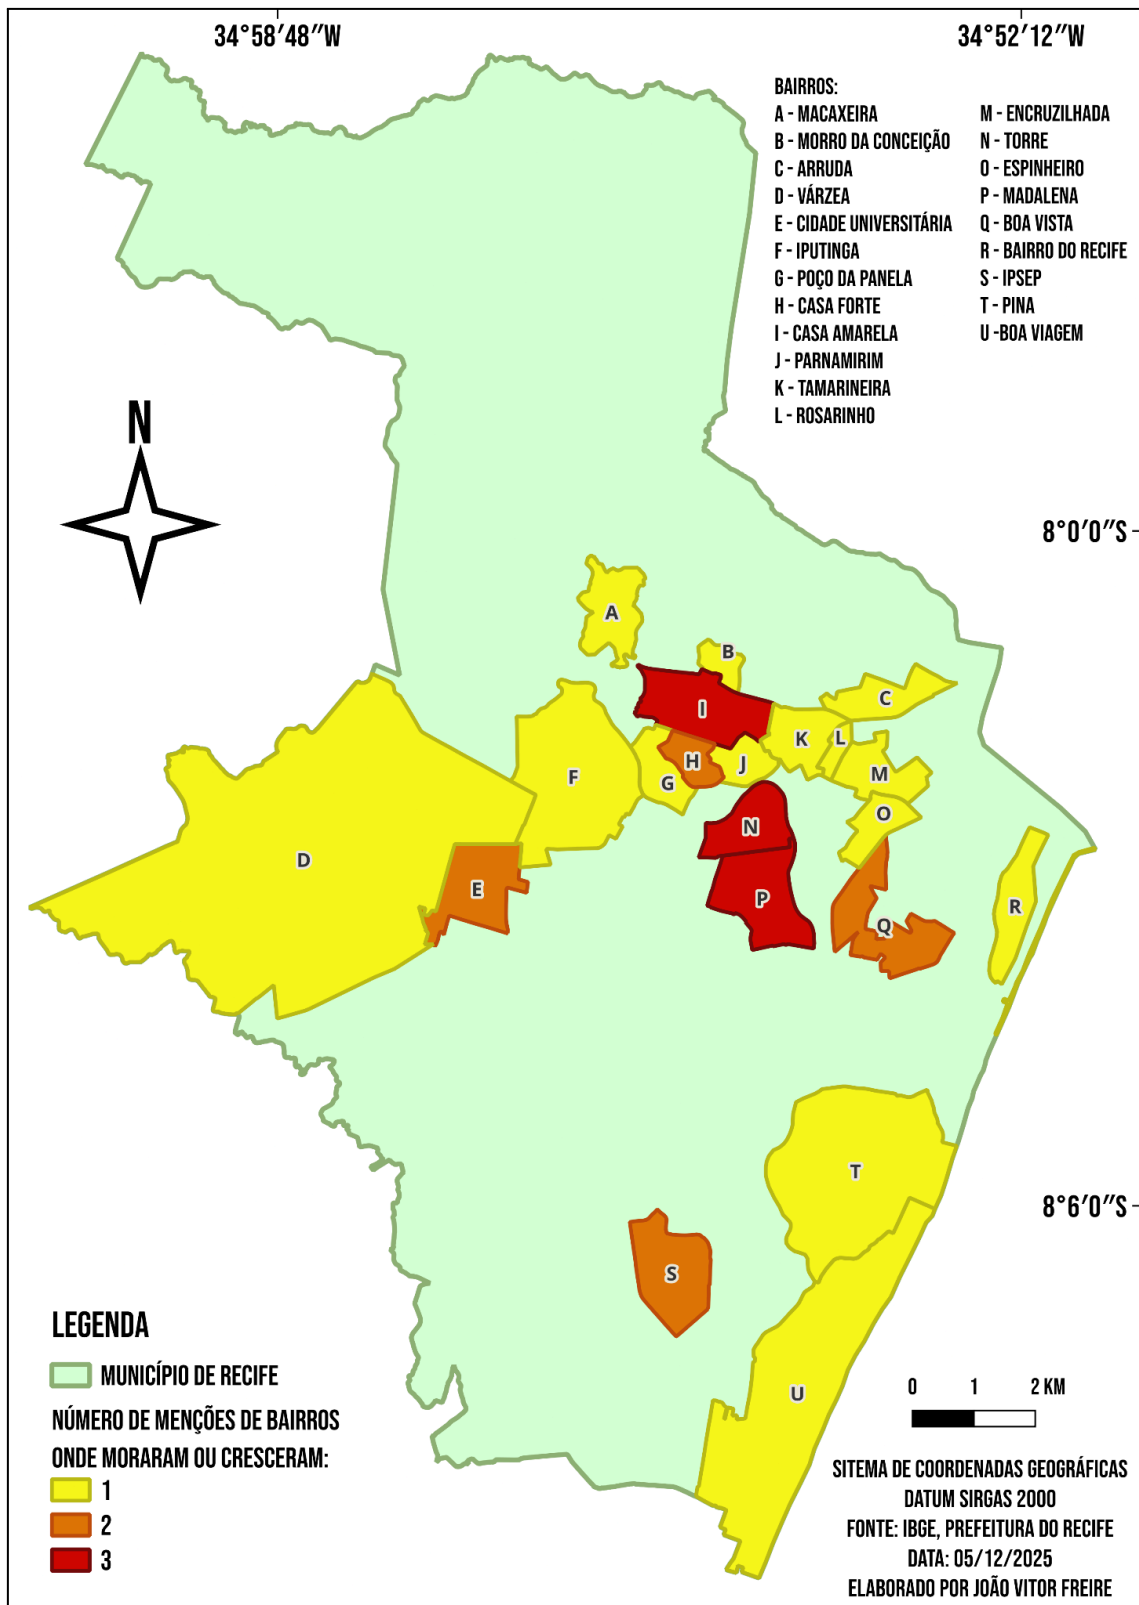 34°58′48″W
34°52′12″W
BAIRROS:
A - MACAXEIRA
B - MORRO DA CONCEIÇÃO
C - ARRUDA
D - VÁRZEA
E - CIDADE UNIVERSITÁRIA
F - IPUTINGA
G - POÇO DA PANELA
H - CASA FORTE
I - CASA AMARELA
J - PARNAMIRIM
K - TAMARINEIRA
L - ROSARINHO
M - ENCRUZILHADA
N - TORRE
O - ESPINHEIRO
P - MADALENA
Q - BOA VISTA
R - BAIRRO DO RECIFE
S - IPSEP
T - PINA
U -BOA VIAGEM
N
8°0′0″S
A
B
C
I
K
L
J
H
G
F
M
O
N
D
E
P
R
Q
T
8°6′0″S
S
U
LEGENDA
MUNICÍPIO DE RECIFE
NÚMERO DE MENÇÕES DE BAIRROS
ONDE MORARAM OU CRESCERAM:
1
2
3
0 1 2 KM
SITEMA DE COORDENADAS GEOGRÁFICAS
DATUM SIRGAS 2000
FONTE: IBGE, PREFEITURA DO RECIFE
DATA: 05/12/2025
ELABORADO POR JOÃO VITOR FREIRE